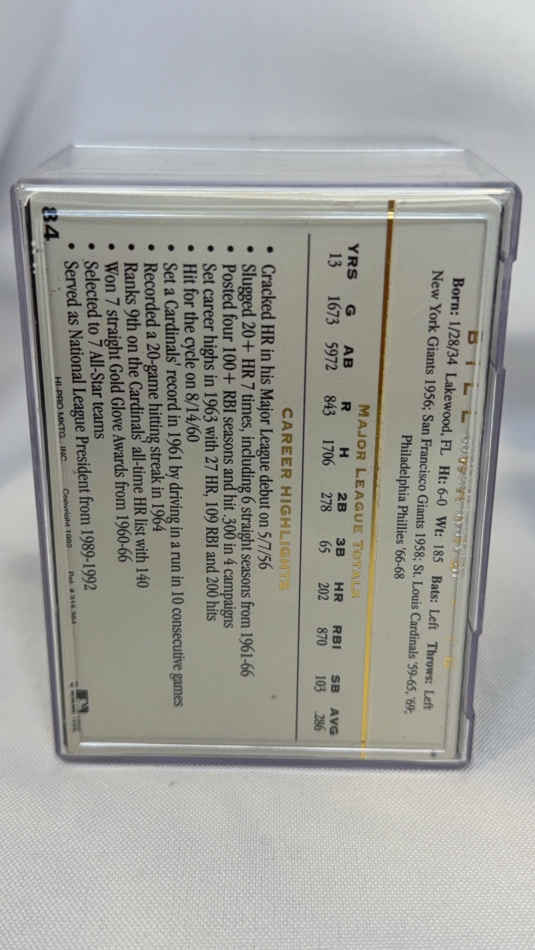 BILL
Born: 1/28/34 Lakewood, FL Ht: 6-0 Wt: 185 Bats: Left Throws: Left
New York Giants 1956; San Francisco Giants 1958; St. Louis Cardinals '59-65, '69;
Philadelphia Phillies '66-68
MAJOR LEAGUE TOTALS
YRS G AB R H 2B 3B HR RBI SB AVG
13 1673 5972 843 1706 278 65 202 870 103 .286
CAREER HIGHLIGHTS
• Cracked HR in his Major League debut on 5/7/56
• Slugged 20+ HR 7 times, including 6 straight seasons from 1961-66
• Posted four 100+ RBI seasons and hit .300 in 4 campaigns
• Set career highs in 1963 with 27 HR, 109 RBI and 200 hits
• Hit for the cycle on 8/14/60
• Set a Cardinals' record in 1961 by driving in a run in 10 consecutive games
• Recorded a 20-game hitting streak in 1964
• Ranks 9th on the Cardinals' all-time HR list with 140
• Won 7 straight Gold Glove Awards from 1960-66
• Selected to 7 All-Star teams
• Served as National League President from 1989-1992
84
HI-PRO MKTG., INC. Copyright